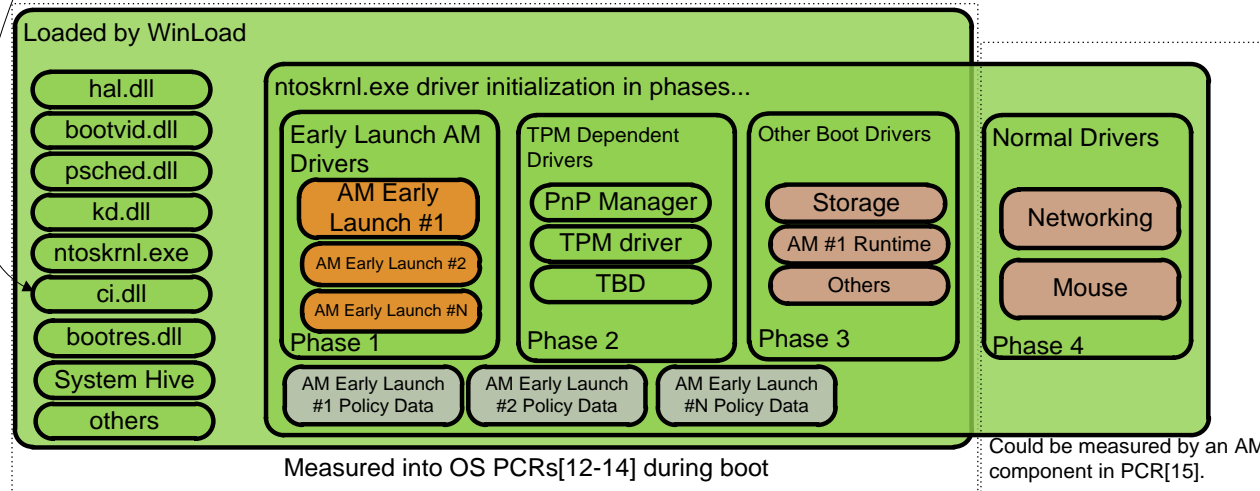 Loaded by WinLoad
hal.dll
bootvid.dll
psched.dll
kd.dll
ntoskrnl.exe
ci.dll
bootres.dll
System Hive
others
ntoskrnl.exe driver initialization in phases...
Early Launch AM
Drivers
AM Early
Launch #1
AM Early Launch #2
AM Early Launch #N
Phase 1
TPM Dependent
Drivers
PnP Manager
TPM driver
TBD
Phase 2
Other Boot Drivers
Storage
AM #1 Runtime
Others
Phase 3
Normal Drivers
Networking
Mouse
Phase 4
AM Early Launch
#1 Policy Data
AM Early Launch
#2 Policy Data
AM Early Launch
#N Policy Data
Measured into OS PCRs[12-14] during boot
Could be measured by an AM
component in PCR[15].